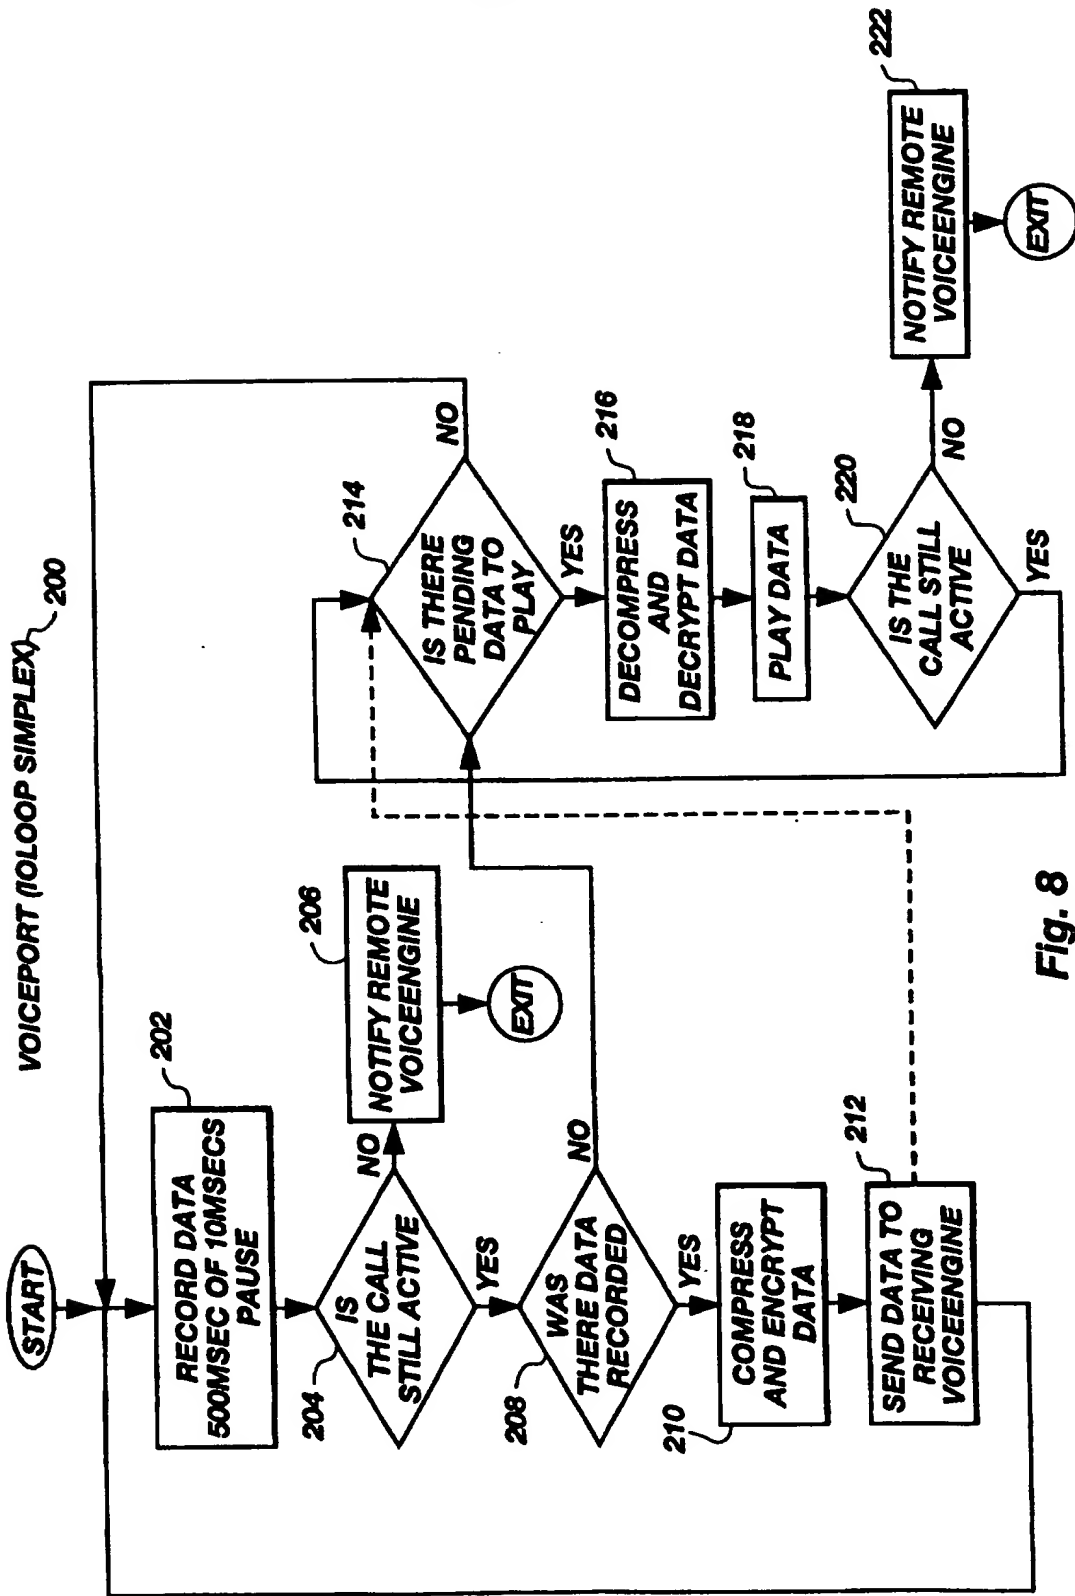 VOICEPORT (IOLOOP SIMPLEX) 200
START
202
RECORD DATA
500MSEC OF 10MSECS
PAUSE
204
IS
THE CALL
STILL ACTIVE
NO
YES
206
NOTIFY REMOTE
VOICEENGINE
EXIT
208
WAS
THERE DATA
RECORDED
NO
YES
210
COMPRESS
AND ENCRYPT
DATA
212
SEND DATA TO
RECEIVING
VOICEENGINE
214
IS THERE
PENDING
DATA TO
PLAY
NO
YES
216
DECOMPRESS
AND
DECRYPT DATA
218
PLAY DATA
220
IS THE
CALL STILL
ACTIVE
NO
YES
222
NOTIFY REMOTE
VOICEENGINE
EXIT
Fig. 8